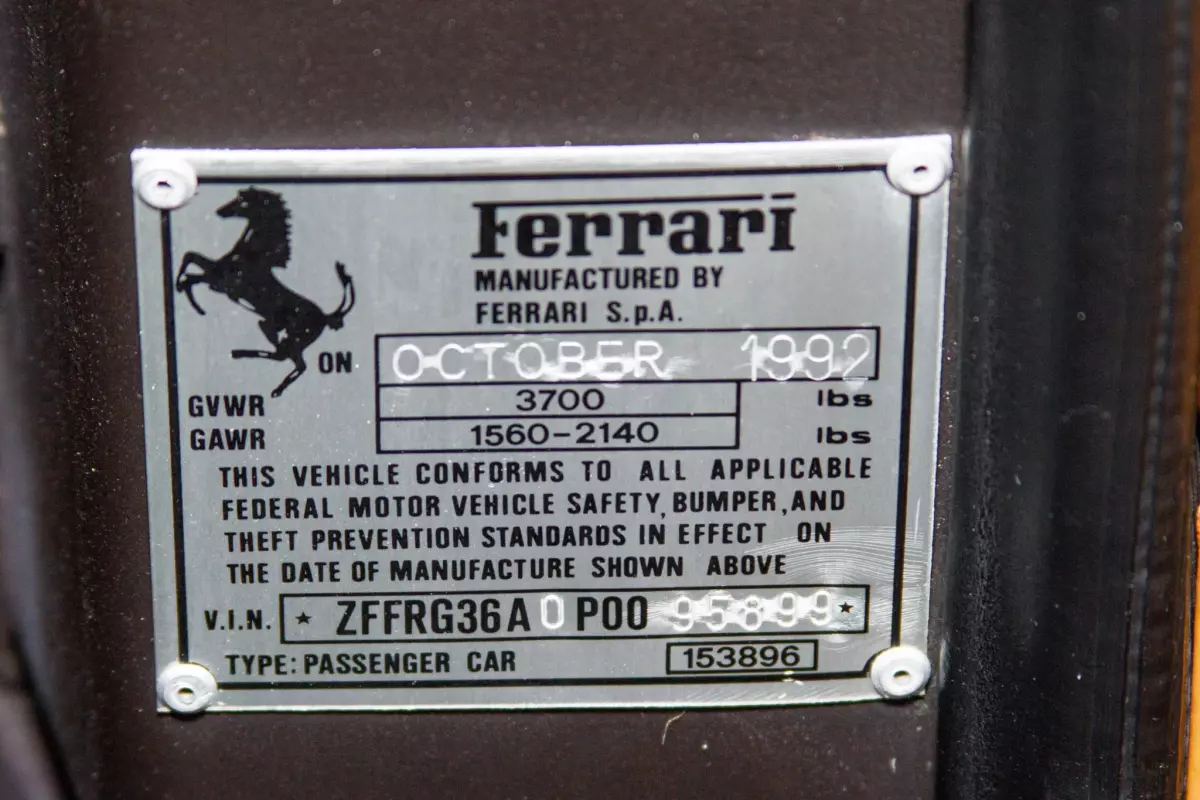 Ferrari
MANUFACTURED BY
FERRARI S.p.A.
ON OCTOBER 1992
GVWR 3700 lbs
GAWR 1560-2140 lbs
THIS VEHICLE CONFORMS TO ALL APPLICABLE
FEDERAL MOTOR VEHICLE SAFETY, BUMPER, AND
THEFT PREVENTION STANDARDS IN EFFECT ON
THE DATE OF MANUFACTURE SHOWN ABOVE
V.I.N. ★ ZFFRG36A0P0095899 ★
TYPE: PASSENGER CAR 153896